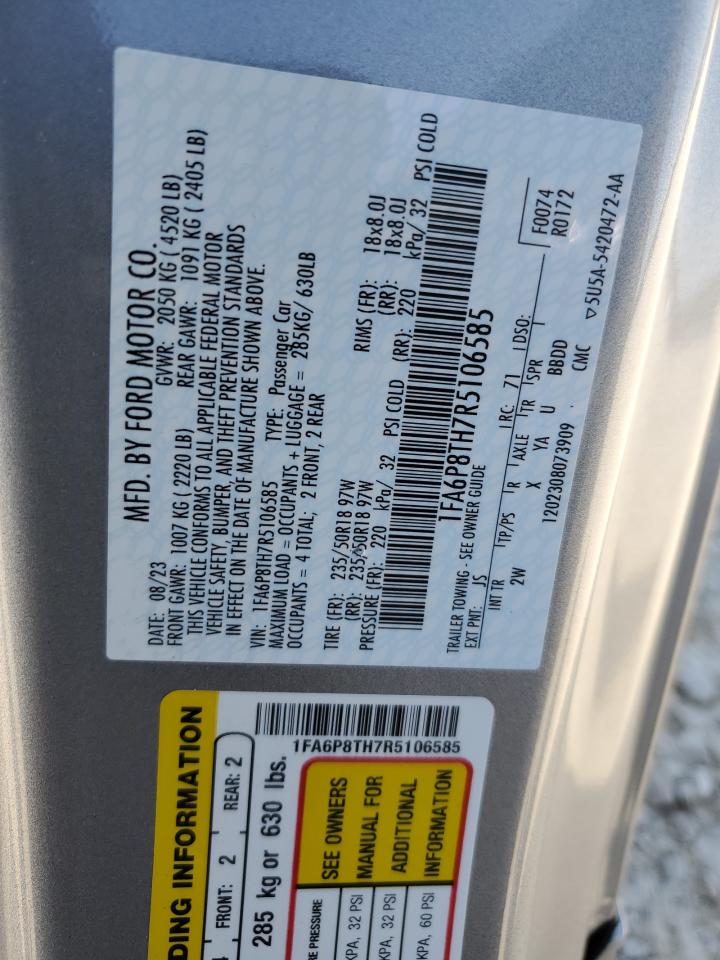 MFD. BY FORD MOTOR CO.
DATE: 08/23 GVWR: 2050 KG ( 4520 LB)
FRONT GAWR: 1007 KG ( 2220 LB) REAR GAWR: 1091 KG ( 2405 LB)
THIS VEHICLE CONFORMS TO ALL APPLICABLE FEDERAL MOTOR
VEHICLE SAFETY, BUMPER, AND THEFT PREVENTION STANDARDS
IN EFFECT ON THE DATE OF MANUFACTURE SHOWN ABOVE.
VIN: 1FA6P8TH7R5106585 TYPE: Passenger Car
MAXIMUM LOAD = OCCUPANTS + LUGGAGE = 285KG/ 630LB
OCCUPANTS = 4 TOTAL; 2 FRONT, 2 REAR
TIRE (FR): 235/50R18 97W RIMS (FR): 18x8.0J
(RR): 235/50R18 97W (RR): 18x8.0J
PRESSURE (FR): 220 kPa/ 32 PSI COLD (RR): 220 kPa/ 32 PSI COLD
1FA6P8TH7R5106585
TRAILER TOWING - SEE OWNER GUIDE
EXT PNT: JS RC: 71 DSO: F0074
R0172
INT TR TP/PS R AXLE TR SPR
2W X YA U BBDD
1202308073909 CMC ▽5U5A-5420472-AA
DING INFORMATION
FRONT: 2 REAR: 2
285 kg or 630 lbs.
1FA6P8TH7R5106585
E PRESSURE
KPA, 32 PSI
KPA, 32 PSI
KPA, 60 PSI
SEE OWNERS
MANUAL FOR
ADDITIONAL
INFORMATION